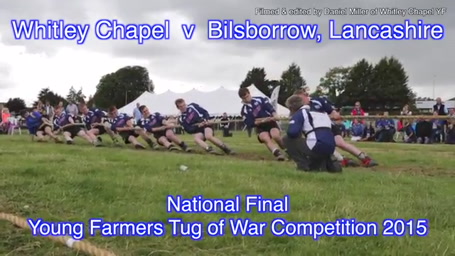 Filmed & edited by Daniel Miller of Whitley Chapel YF
Whitley Chapel v Bilsborrow, Lancashire
National Final
Young Farmers Tug of War Competition 2015